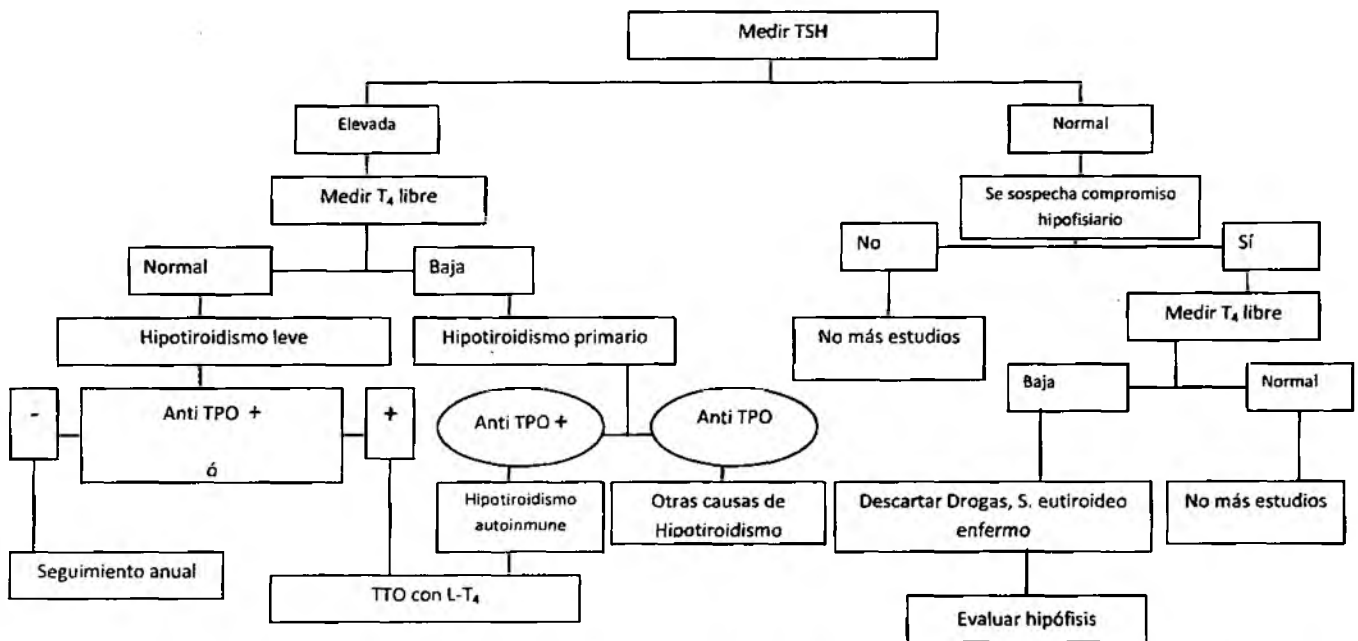 Medir TSH
Elevada
Normal
Medir T₄ libre
Se sospecha compromiso
hipofisiario
No
Sí
Normal
Baja
Medir T₄ libre
Hipotiroidismo leve
Hipotiroidismo primario
No más estudios
Baja
Normal
-
Anti TPO +
ó
+
Anti TPO +
Anti TPO
Hipotiroidismo
autoinmune
Otras causas de
Hipotiroidismo
Descartar Drogas, S. eutiroideo
enfermo
No más estudios
Seguimiento anual
TTO con L-T₄
Evaluar hipófisis